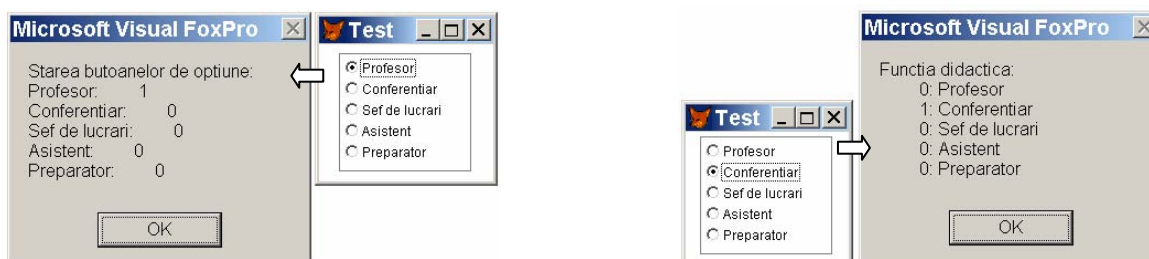 Microsoft Visual FoxPro
Starea butoanelor de optiune:
Profesor: 1
Conferentiar: 0
Sef de lucrari: 0
Asistent: 0
Preparator: 0
OK
Test
Profesor
Conferentiar
Sef de lucrari
Asistent
Preparator
Test
Profesor
Conferentiar
Sef de lucrari
Asistent
Preparator
Microsoft Visual FoxPro
Functia didactica:
0: Profesor
1: Conferentiar
0: Sef de lucrari
0: Asistent
0: Preparator
OK